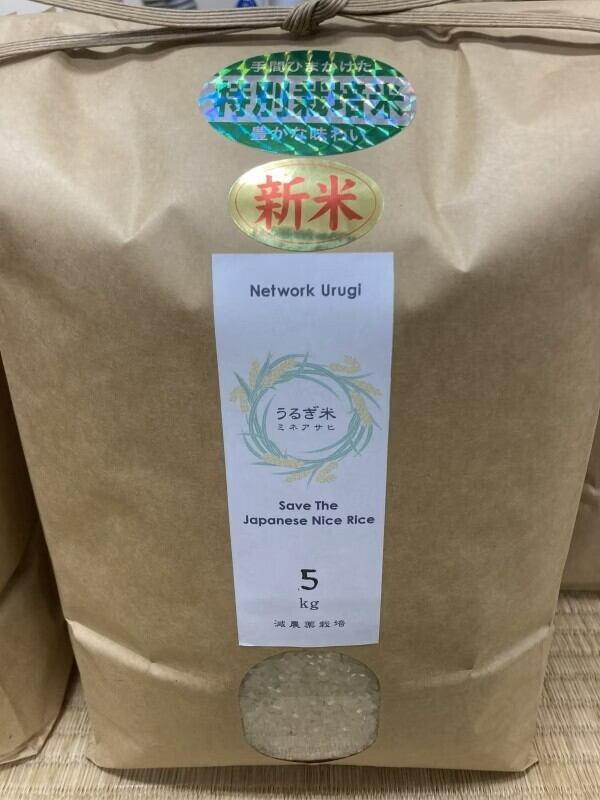 手間ひまかけた
特別栽培米
豊かな味わい
新米
Network Urugi
うるぎ米
ミネアサヒ
Save The
Japanese Nice Rice
5
kg
減農薬栽培